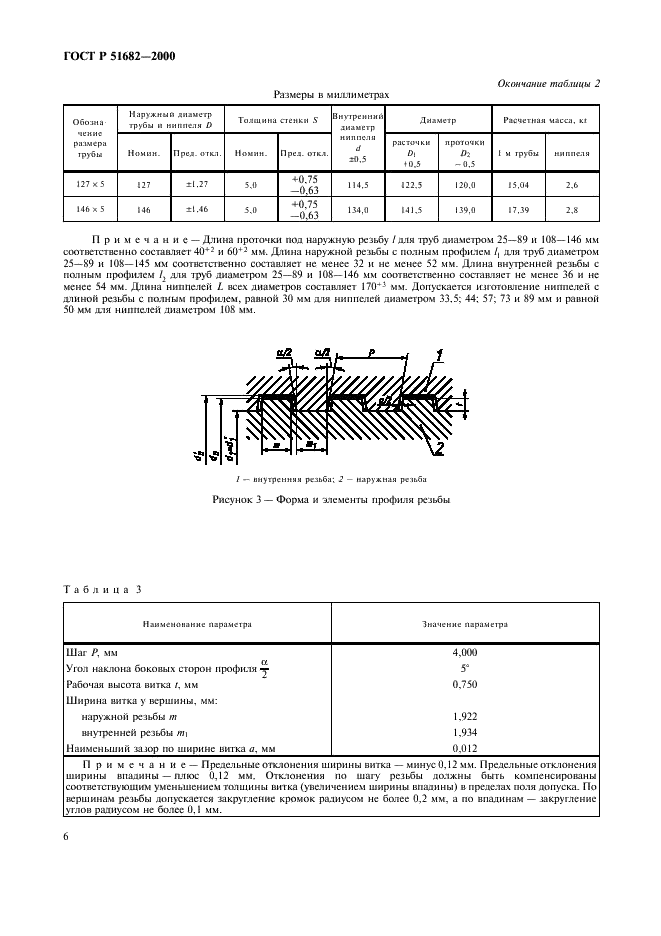 ГОСТ Р 51682—2000
Окончание таблицы 2
Размеры в миллиметрах
Обозна-
чение
размера
трубы
Наружный диаметр
трубы и ниппеля D
Толщина стенки S
Внутренний
диаметр
ниппеля
d
±0,5
Диаметр
Расчетная масса, кг
Номин.
Пред. откл.
Номин.
Пред. откл.
расточки
D1
+0,5
проточки
D2
−0,5
1 м трубы
ниппеля
127 × 5 127 ±1,27 5,0 +0,75 —0,63 114,5 122,5 120,0 15,04 2,6
146 × 5 146 ±1,46 5,0 +0,75 —0,63 134,0 141,5 139,0 17,39 2,8
Примечание — Длина проточки под наружную резьбу l для труб диаметром 25—89 и 108—146 мм
соответственно составляет 40+2 и 60+2 мм. Длина наружной резьбы с полным профилем l1 для труб диаметром
25—89 и 108—145 мм соответственно составляет не менее 32 и не менее 52 мм. Длина внутренней резьбы с
полным профилем l2 для труб диаметром 25—89 и 108—146 мм соответственно составляет не менее 36 и не
менее 54 мм. Длина ниппелей L всех диаметров составляет 170+3 мм. Допускается изготовление ниппелей с
длиной резьбы с полным профилем, равной 30 мм для ниппелей диаметром 33,5; 44; 57; 73 и 89 мм и равной
50 мм для ниппелей диаметром 108 мм.
α/2
α/2
P
1
2
m
m1
1 — внутренняя резьба; 2 — наружная резьба
Рисунок 3 — Форма и элементы профиля резьбы
Таблица 3
Наименование параметра
Значение параметра
Шаг P, мм 4,000
Угол наклона боковых сторон профиля α/2 5°
Рабочая высота витка t, мм 0,750
Ширина витка у вершины, мм:
наружной резьбы m 1,922
внутренней резьбы m1 1,934
Наименьший зазор по ширине витка a, мм 0,012
Примечание — Предельные отклонения ширины витка — минус 0,12 мм. Предельные отклонения
ширины впадины — плюс 0,12 мм. Отклонения по шагу резьбы должны быть компенсированы
соответствующим уменьшением толщины витка (увеличением ширины впадины) в пределах поля допуска. По
вершинам резьбы допускается закругление кромок радиусом не более 0,2 мм, а по впадинам — закругление
углов радиусом не более 0,1 мм.
6